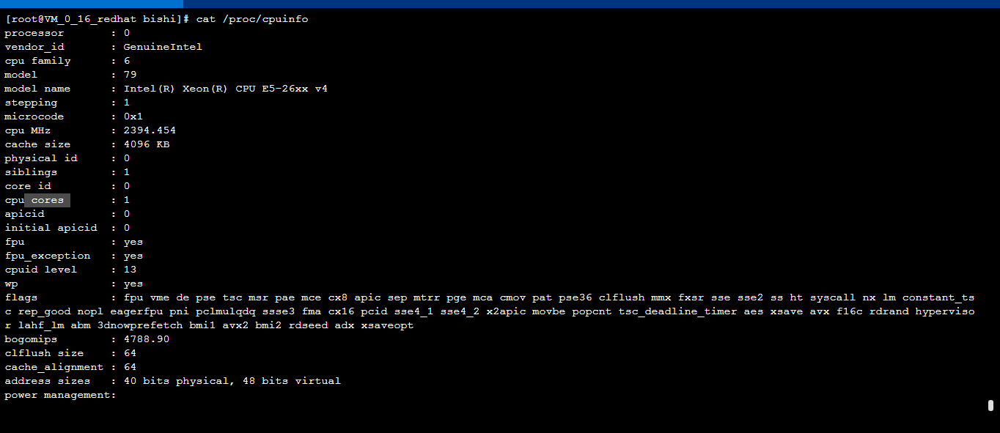 [root@VM_0_16_redhat bishi]# cat /proc/cpuinfo
processor       : 0
vendor_id       : GenuineIntel
cpu family      : 6
model           : 79
model name      : Intel(R) Xeon(R) CPU E5-26xx v4
stepping        : 1
microcode       : 0x1
cpu MHz         : 2394.454
cache size      : 4096 KB
physical id     : 0
siblings        : 1
core id         : 0
cpu cores       : 1
apicid          : 0
initial apicid  : 0
fpu             : yes
fpu_exception   : yes
cpuid level     : 13
wp              : yes
flags           : fpu vme de pse tsc msr pae mce cx8 apic sep mtrr pge mca cmov pat pse36 clflush mmx fxsr sse sse2 ss ht syscall nx lm constant_ts
c rep_good nopl eagerfpu pni pclmulqdq ssse3 fma cx16 pcid sse4_1 sse4_2 x2apic movbe popcnt tsc_deadline_timer aes xsave avx f16c rdrand hyperviso
r lahf_lm abm 3dnowprefetch bmi1 avx2 bmi2 rdseed adx xsaveopt
bogomips        : 4788.90
clflush size    : 64
cache_alignment : 64
address sizes   : 40 bits physical, 48 bits virtual
power management: